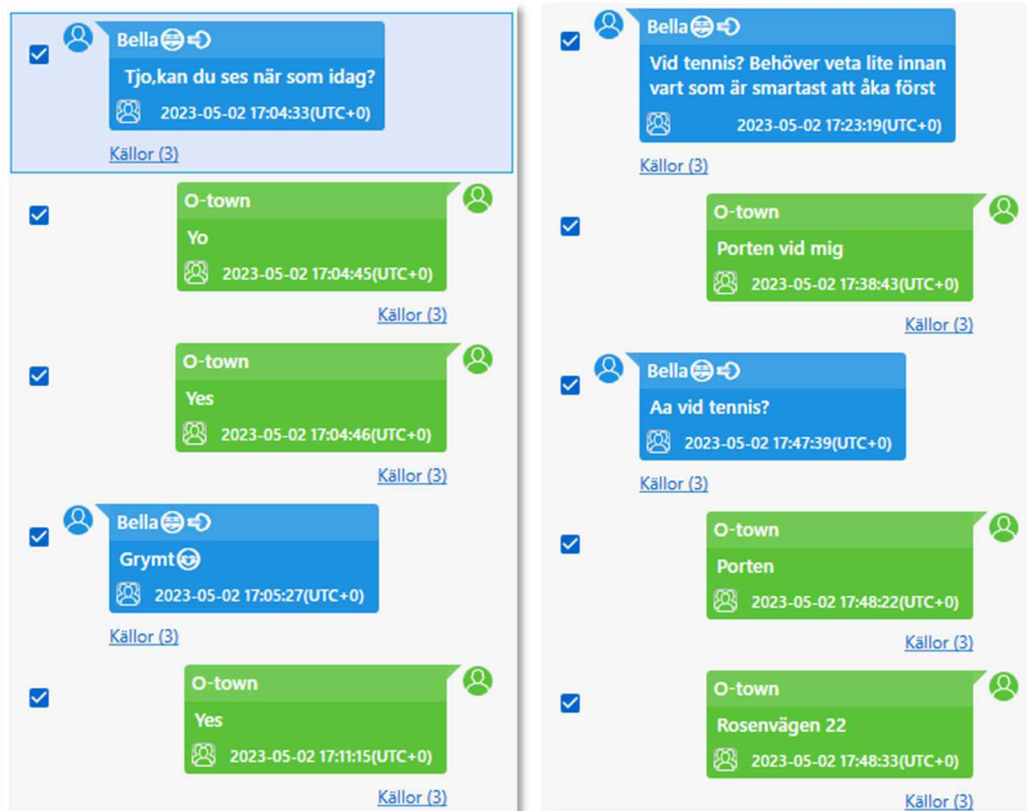 Bella
Tjo,kan du ses när som idag?
2023-05-02 17:04:33(UTC+0)
Källor (3)
O-town
Yo
2023-05-02 17:04:45(UTC+0)
Källor (3)
O-town
Yes
2023-05-02 17:04:46(UTC+0)
Källor (3)
Bella
Grymt
2023-05-02 17:05:27(UTC+0)
Källor (3)
O-town
Yes
2023-05-02 17:11:15(UTC+0)
Källor (3)
Bella
Vid tennis? Behöver veta lite innan
vart som är smartast att åka först
2023-05-02 17:23:19(UTC+0)
Källor (3)
O-town
Porten vid mig
2023-05-02 17:38:43(UTC+0)
Källor (3)
Bella
Aa vid tennis?
2023-05-02 17:47:39(UTC+0)
Källor (3)
O-town
Porten
2023-05-02 17:48:22(UTC+0)
Källor (3)
O-town
Rosenvägen 22
2023-05-02 17:48:33(UTC+0)
Källor (3)